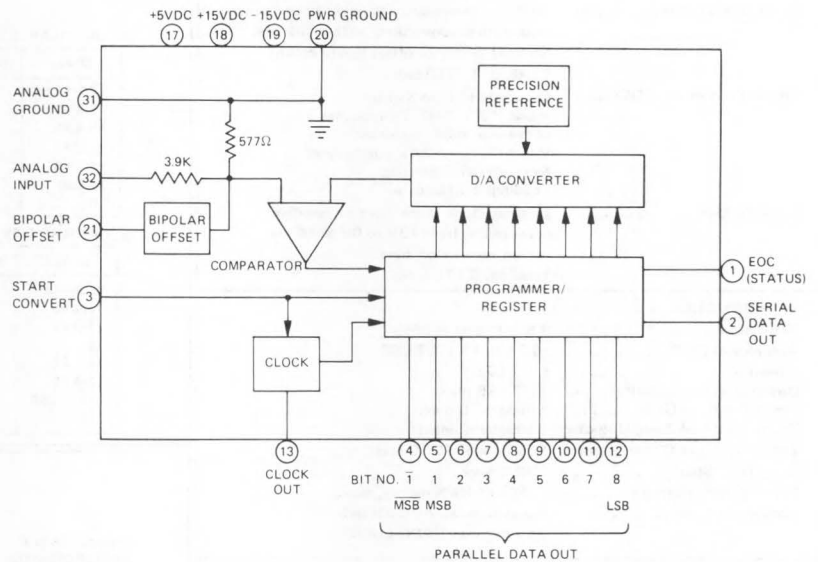 +5VDC +15VDC - 15VDC PWR GROUND
17 18 19 20
ANALOG GROUND 31
577Ω
PRECISION REFERENCE
ANALOG INPUT 32
3.9K
D/A CONVERTER
BIPOLAR OFFSET 21
BIPOLAR OFFSET
COMPARATOR
START CONVERT 3
PROGRAMMER/ REGISTER
1 EOC (STATUS)
2 SERIAL DATA OUT
CLOCK
13
CLOCK OUT
4 5 6 7 8 9 10 11 12
BIT NO. 1̅ 1 2 3 4 5 6 7 8
M̅S̅B̅ MSB LSB
PARALLEL DATA OUT